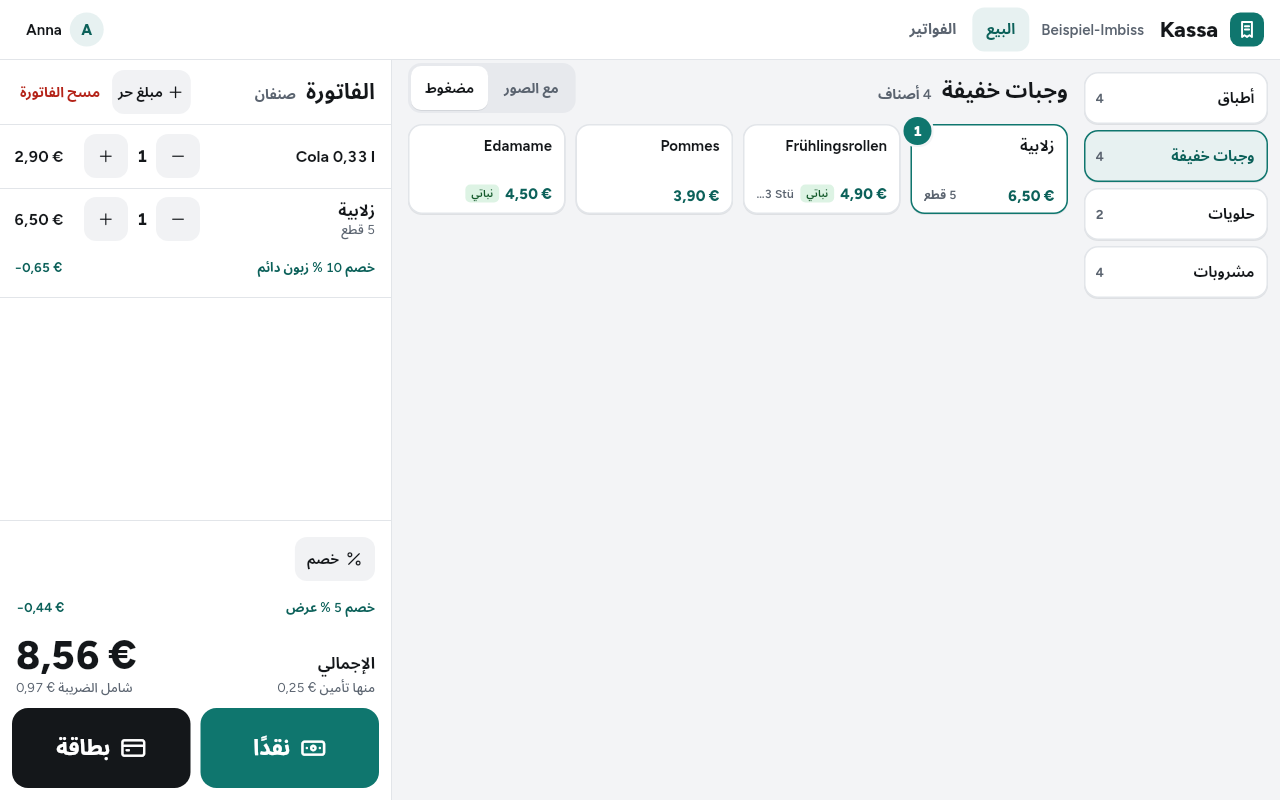 Kassa
Beispiel-Imbiss
البيع
الفواتير
A
Anna
أطباق
4
وجبات خفيفة
4
حلويات
2
مشروبات
4
وجبات خفيفة
4 أصناف
مع الصور
مضغوط
1
زلابية
6,50 €
5 قطع
Frühlingsrollen
4,90 €
نباتي
3 Stü…
Pommes
3,90 €
Edamame
4,50 €
نباتي
الفاتورة
صنفان
مبلغ حر
مسح الفاتورة
Cola 0,33 l
− 1 +
2,90 €
زلابية
5 قطع
− 1 +
6,50 €
خصم 10 % زبون دائم
−0,65 €
% خصم
خصم 5 % عرض
−0,44 €
الإجمالي
8,56 €
منها تأمين 0,25 €
شامل الضريبة 0,97 €
نقدًا
بطاقة